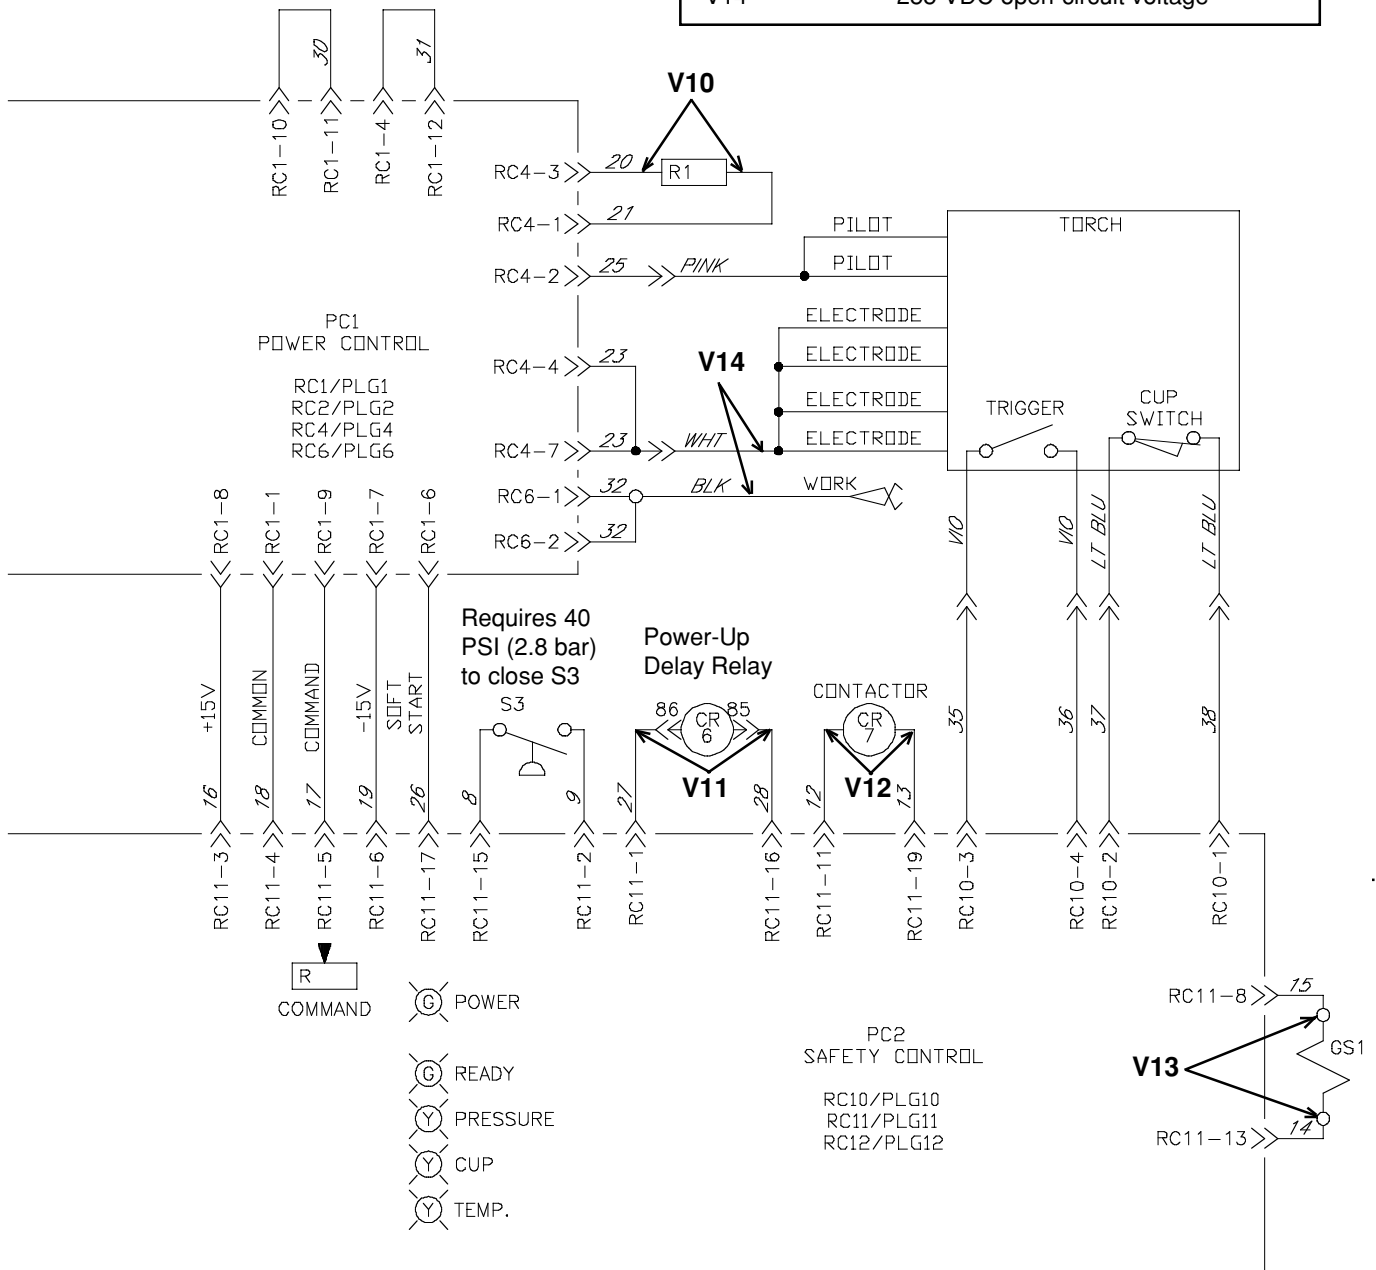 30
31
V10
RC1-10
RC1-11
RC1-4
RC1-12
RC4-3
20
R1
RC4-1
21
RC4-2
25
PINK
PILOT
PILOT
TORCH
PC1
POWER CONTROL
RC1/PLG1
RC2/PLG2
RC4/PLG4
RC6/PLG6
ELECTRODE
ELECTRODE
ELECTRODE
ELECTRODE
V14
RC4-4
23
RC4-7
23
WHT
TRIGGER
CUP
SWITCH
RC6-1
32
BLK
WORK
RC6-2
32
RC1-8
RC1-1
RC1-9
RC1-7
RC1-6
VIO
VIO
LT BLU
LT BLU
Requires 40
PSI (2.8 bar)
to close S3
S3
Power-Up
Delay Relay
CONTACTOR
+15V
COMMON
COMMAND
-15V
SOFT
START
86
CR
6
85
CR
7
V11
V12
35
36
37
38
16
18
17
19
26
8
9
27
28
12
13
RC11-3
RC11-4
RC11-5
RC11-6
RC11-17
RC11-15
RC11-2
RC11-1
RC11-16
RC11-11
RC11-19
RC10-3
RC10-4
RC10-2
RC10-1
R
COMMAND
G POWER
G READY
Y PRESSURE
Y CUP
Y TEMP.
PC2
SAFETY CONTROL
RC10/PLG10
RC11/PLG11
RC12/PLG12
RC11-8
15
V13
GS1
RC11-13
14